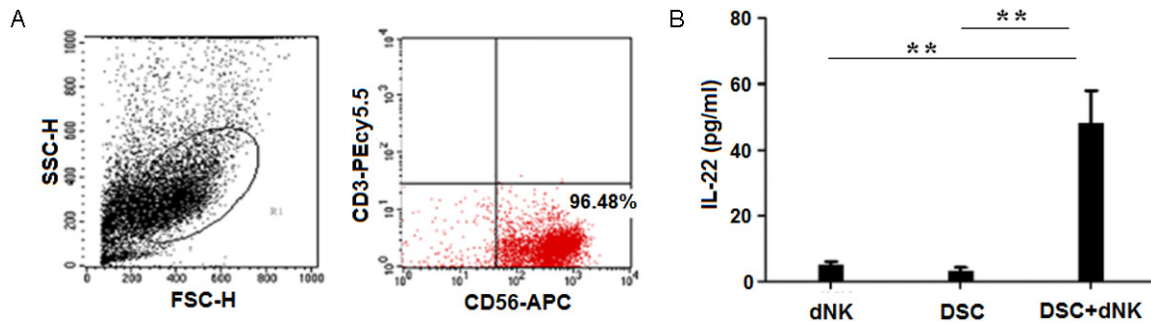 A
SSC-H
1000
800
600
400
200
0
R1
0 200 400 600 800 1000
FSC-H
CD3-PEcy5.5
10^4
10^3
10^2
10^1
10^0
96.48%
10^0 10^1 10^2 10^3 10^4
CD56-APC
B
IL-22 (pg/ml)
80
60
40
20
0
**
**
dNK DSC DSC+dNK